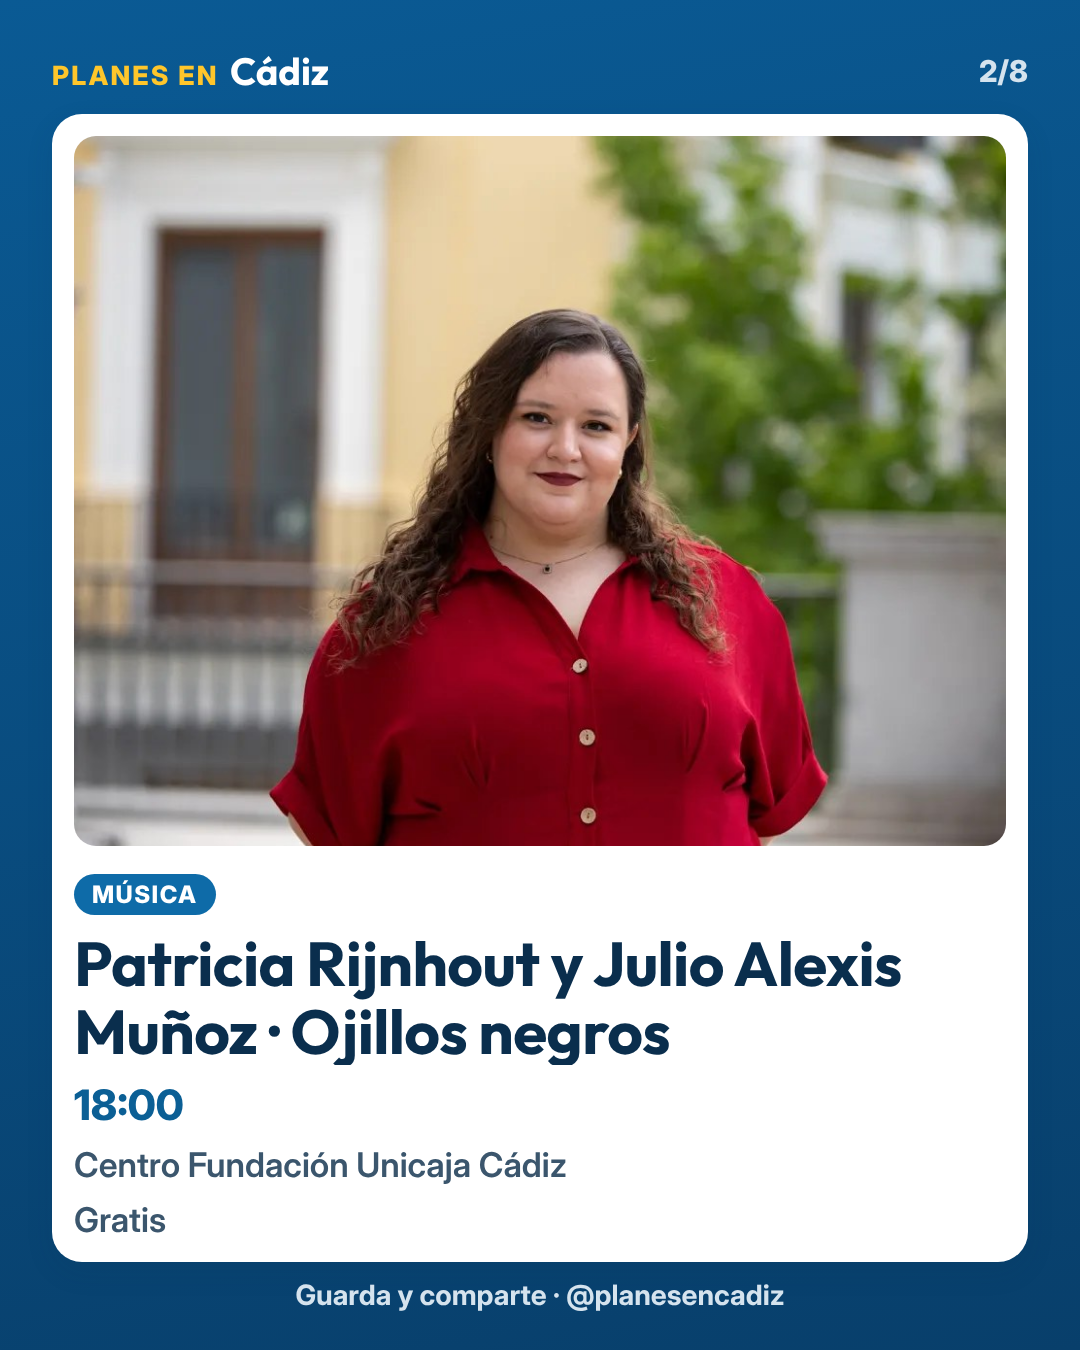 PLANES EN Cádiz
2/8
MÚSICA
Patricia Rijnhout y Julio Alexis
Muñoz · Ojillos negros
18:00
Centro Fundación Unicaja Cádiz
Gratis
Guarda y comparte · @planesencadiz